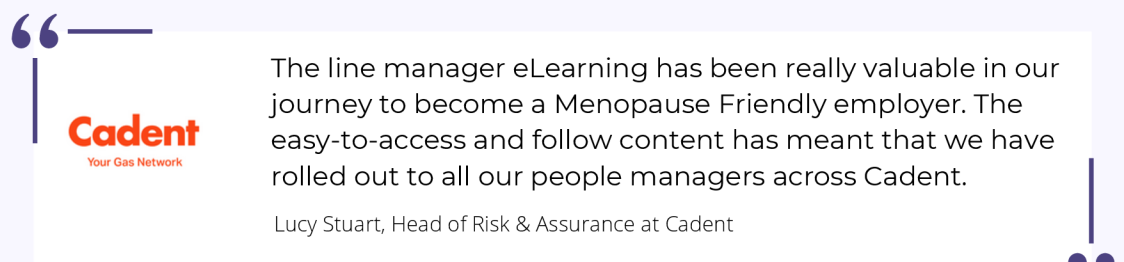 Cadent
Your Gas Network
The line manager eLearning has been really valuable in our
journey to become a Menopause Friendly employer. The
easy-to-access and follow content has meant that we have
rolled out to all our people managers across Cadent.
Lucy Stuart, Head of Risk & Assurance at Cadent